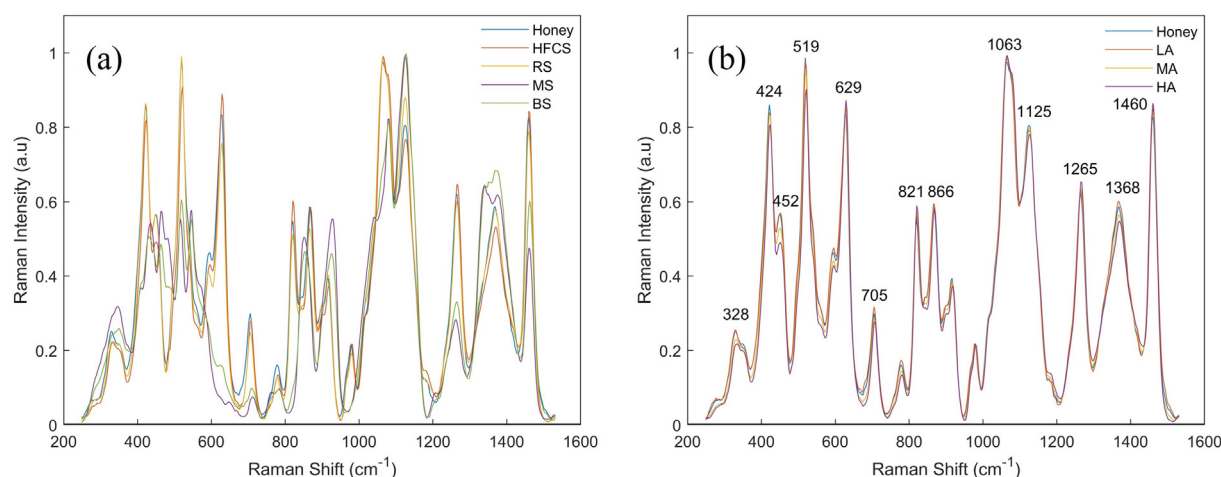 (a)
Honey
HFCS
RS
MS
BS
Raman Intensity (a.u)
1
0.8
0.6
0.4
0.2
0
200 400 600 800 1000 1200 1400 1600
Raman Shift (cm⁻¹)
(b)
Honey
LA
MA
HA
Raman Intensity (a.u)
1
0.8
0.6
0.4
0.2
0
328
424
452
519
629
705
821
866
1063
1125
1265
1368
1460
200 400 600 800 1000 1200 1400 1600
Raman Shift (cm⁻¹)